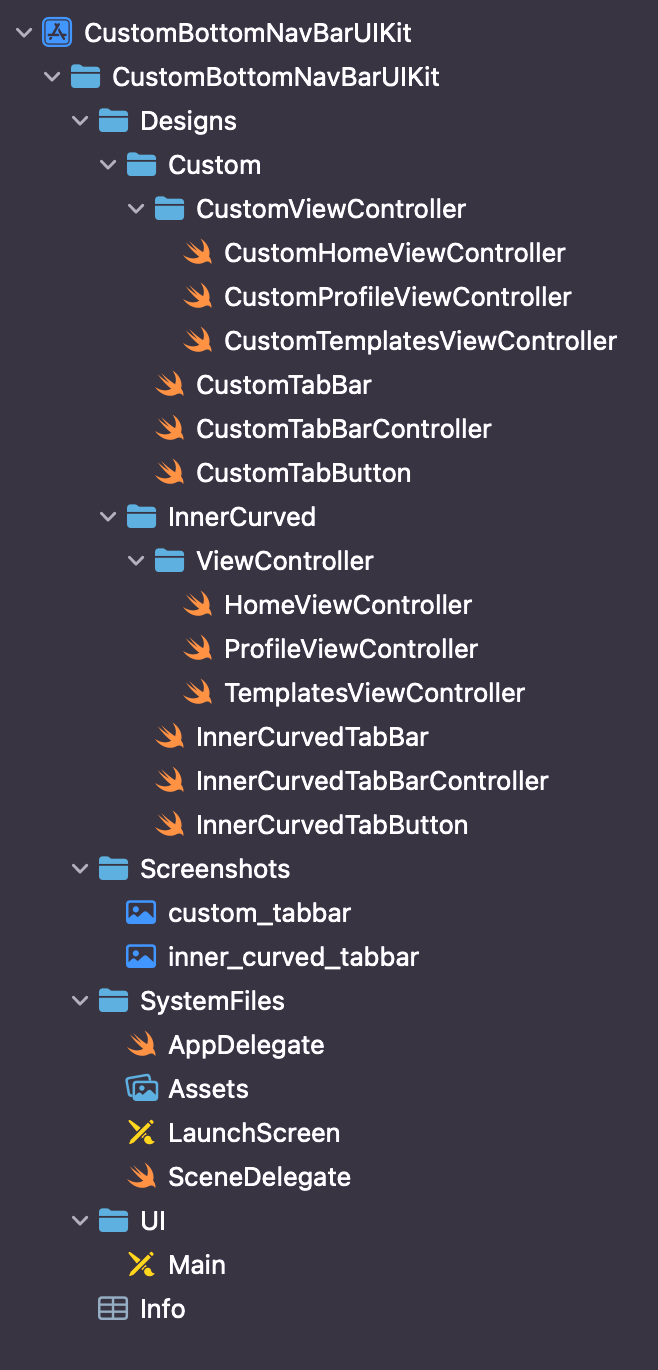 CustomBottomNavBarUIKit
CustomBottomNavBarUIKit
Designs
Custom
CustomViewController
CustomHomeViewController
CustomProfileViewController
CustomTemplatesViewController
CustomTabBar
CustomTabBarController
CustomTabButton
InnerCurved
ViewController
HomeViewController
ProfileViewController
TemplatesViewController
InnerCurvedTabBar
InnerCurvedTabBarController
InnerCurvedTabButton
Screenshots
custom_tabbar
inner_curved_tabbar
SystemFiles
AppDelegate
Assets
LaunchScreen
SceneDelegate
UI
Main
Info